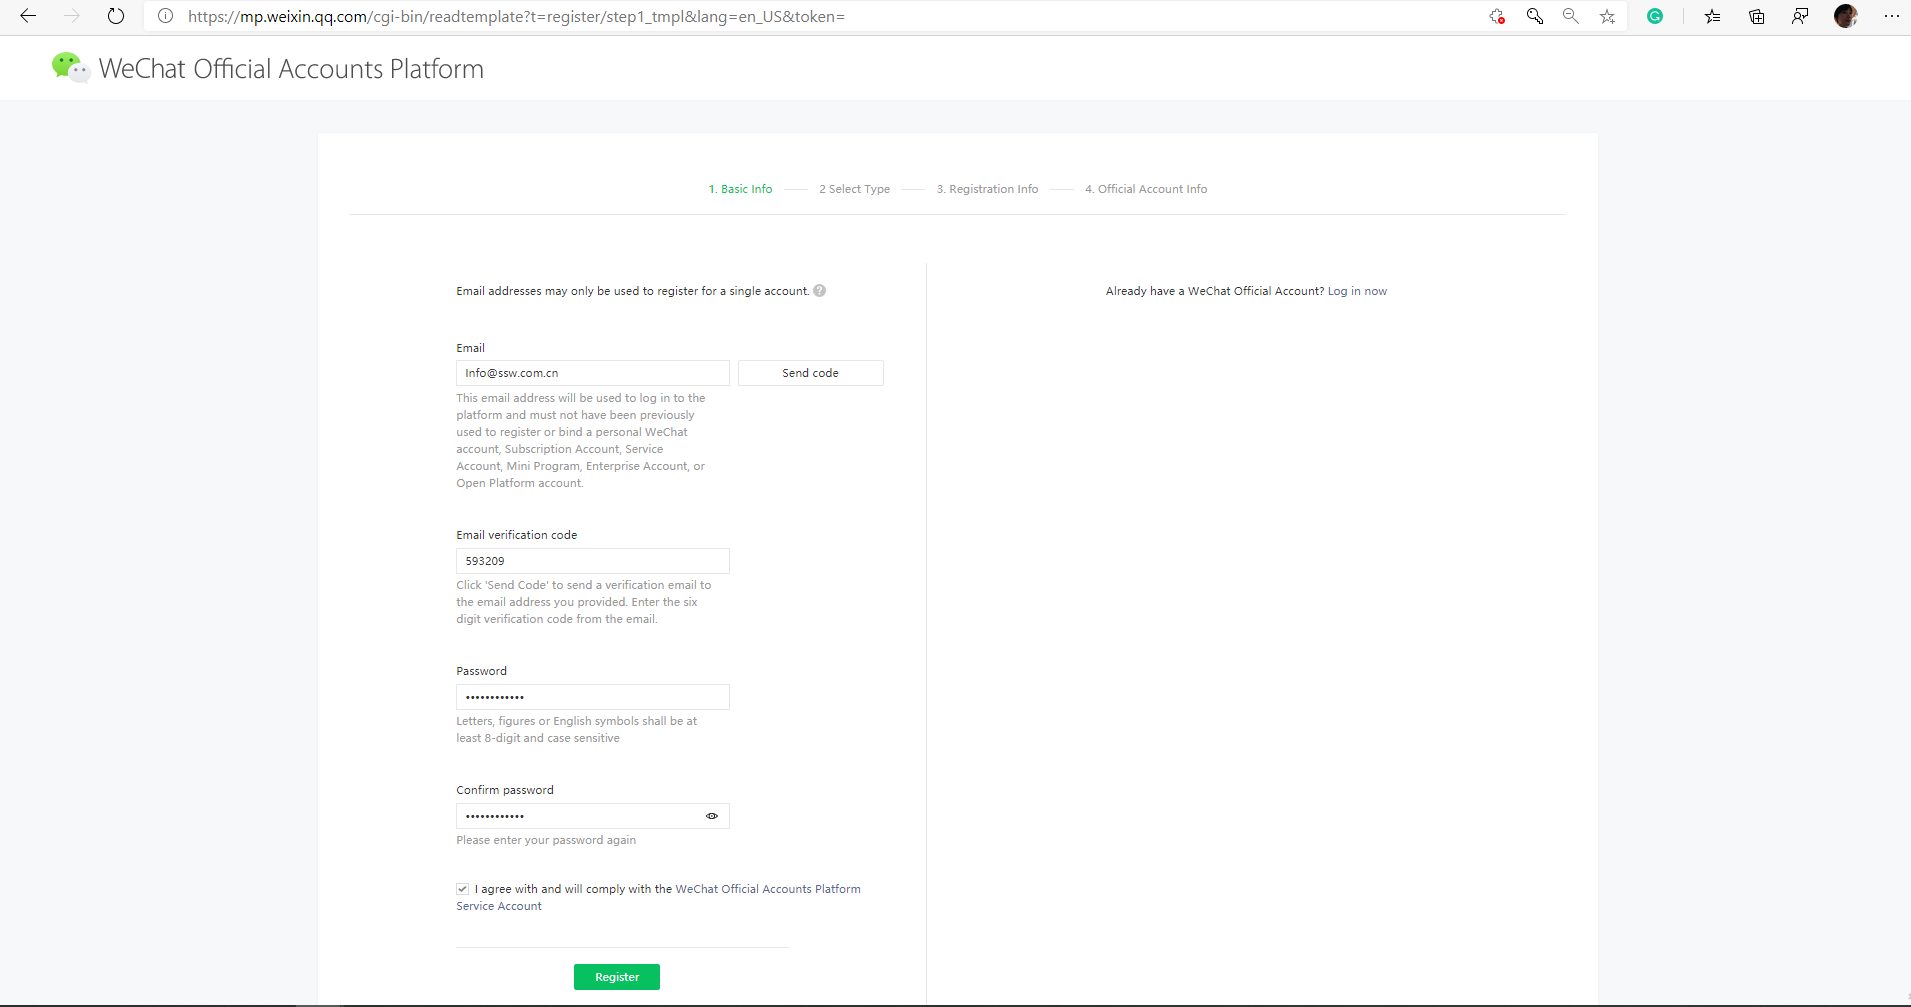 https://mp.weixin.qq.com/cgi-bin/readtemplate?t=register/step1_tmpl&lang=en_US&token=
WeChat Official Accounts Platform
1. Basic Info
2 Select Type
3. Registration Info
4. Official Account Info
Email addresses may only be used to register for a single account. ?
Already have a WeChat Official Account? Log in now
Email
Info@ssw.com.cn
Send code
This email address will be used to log in to the
platform and must not have been previously
used to register or bind a personal WeChat
account, Subscription Account, Service
Account, Mini Program, Enterprise Account, or
Open Platform account.
Email verification code
593209
Click 'Send Code' to send a verification email to
the email address you provided. Enter the six
digit verification code from the email.
Password
••••••••••••
Letters, figures or English symbols shall be at
least 8-digit and case sensitive
Confirm password
••••••••••••
Please enter your password again
I agree with and will comply with the WeChat Official Accounts Platform
Service Account
Register